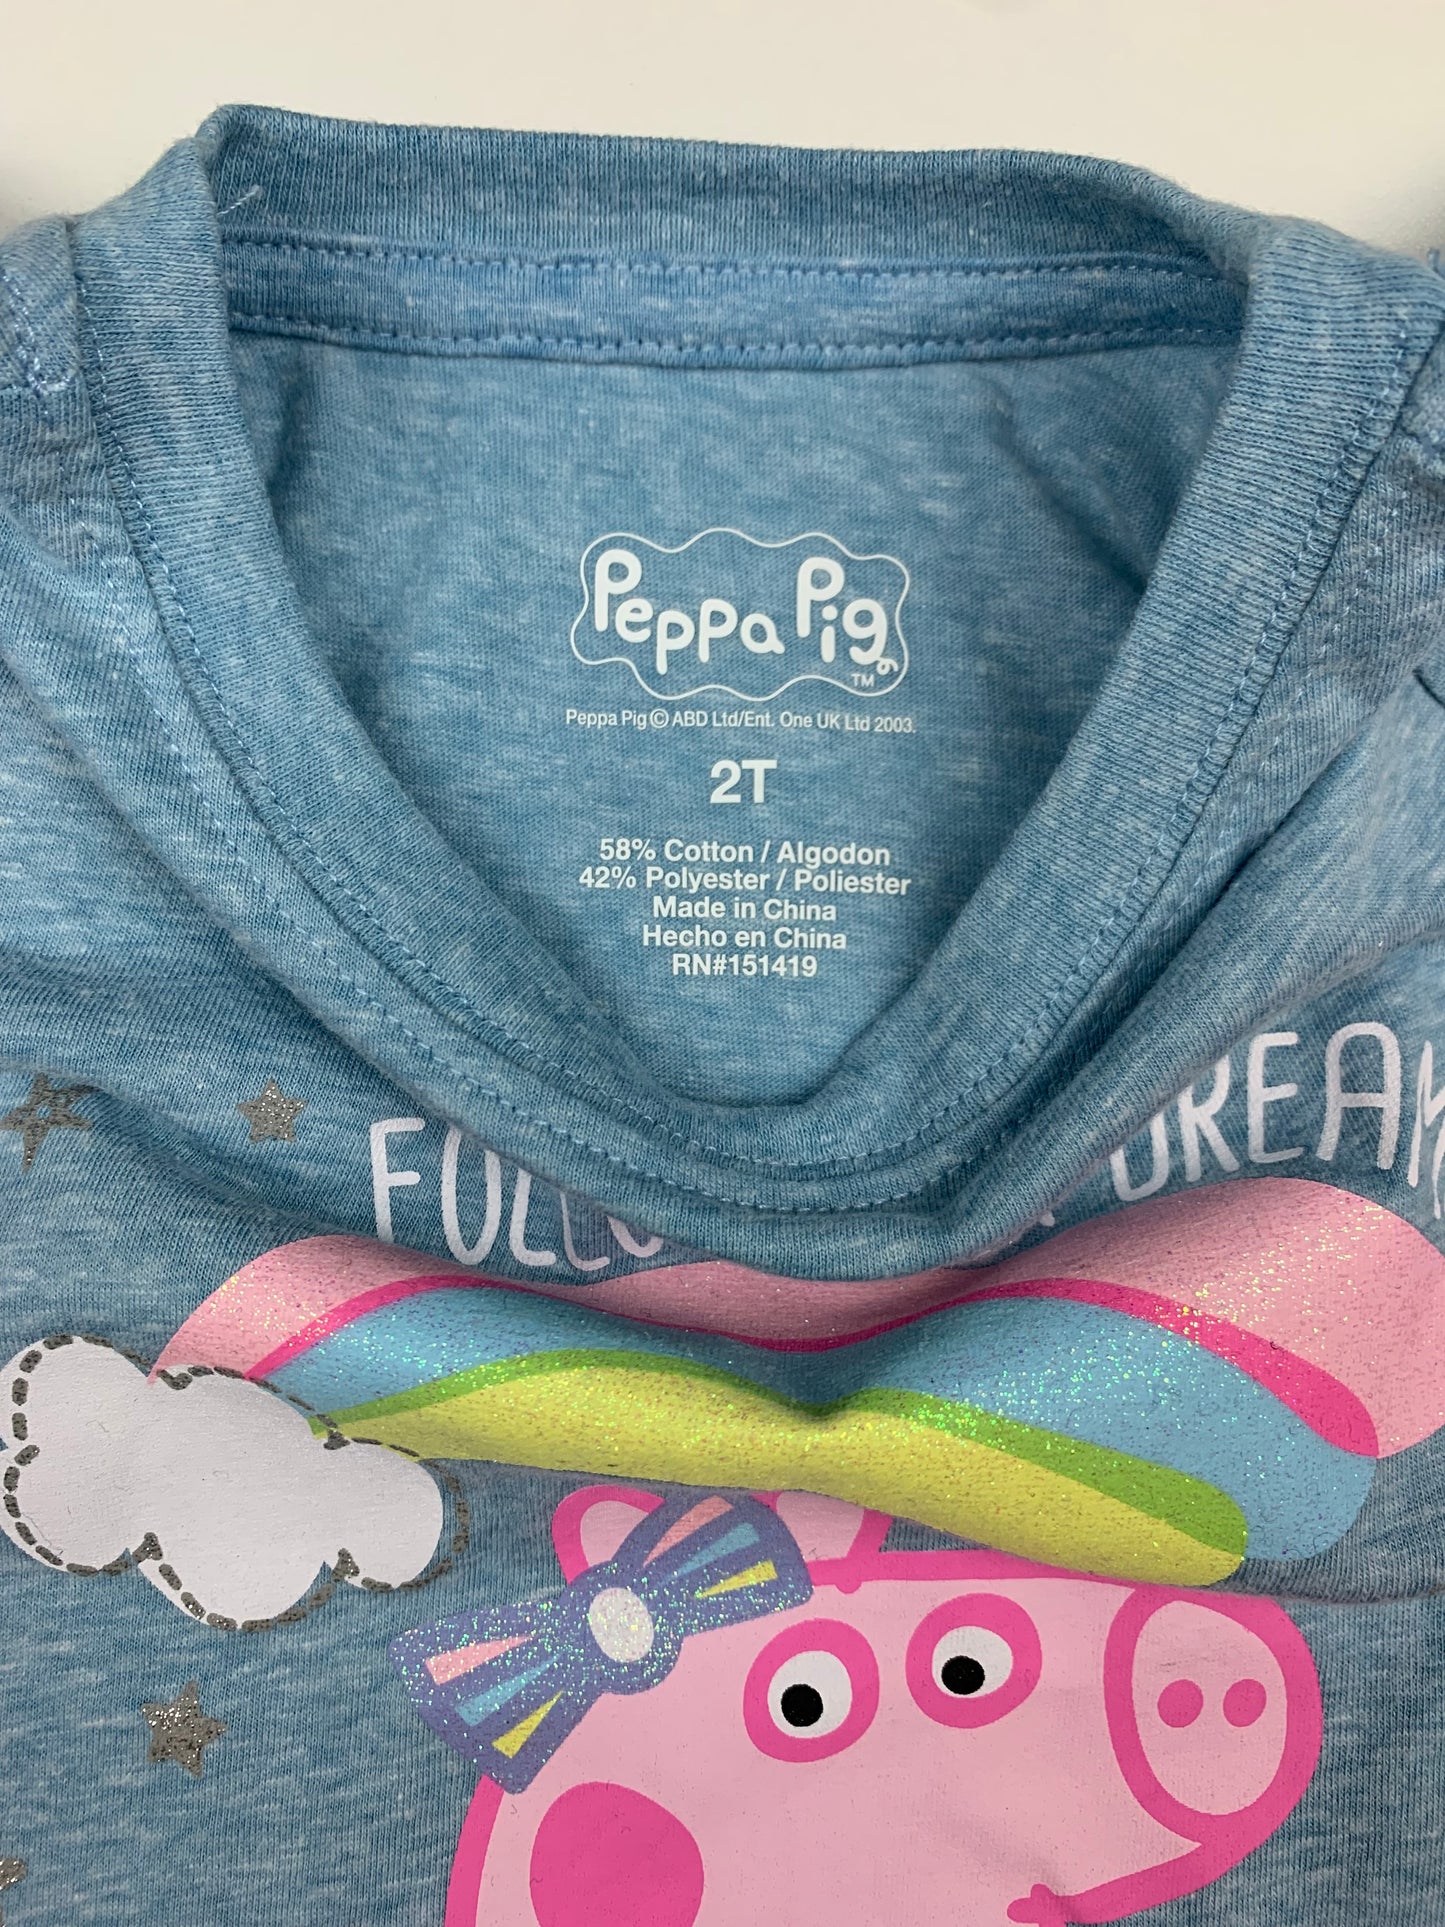 Peppa Pig
TM
Peppa Pig © ABD Ltd/Ent. One UK Ltd 2003.
2T
58% Cotton / Algodon
42% Polyester / Poliester
Made in China
Hecho en China
RN#151419